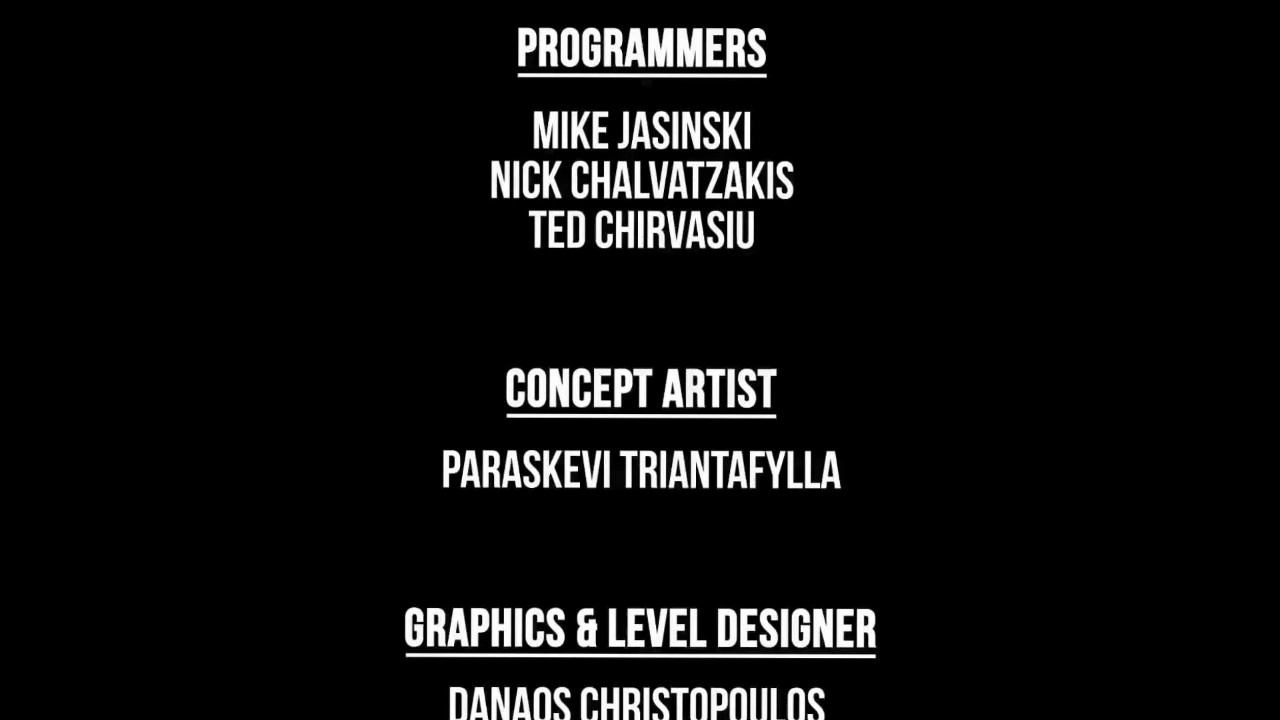 PROGRAMMERS
MIKE JASINSKI
NICK CHALVATZAKIS
TED CHIRVASIU
CONCEPT ARTIST
PARASKEVI TRIANTAFYLLA
GRAPHICS & LEVEL DESIGNER
DANAOS CHRISTOPOULOS